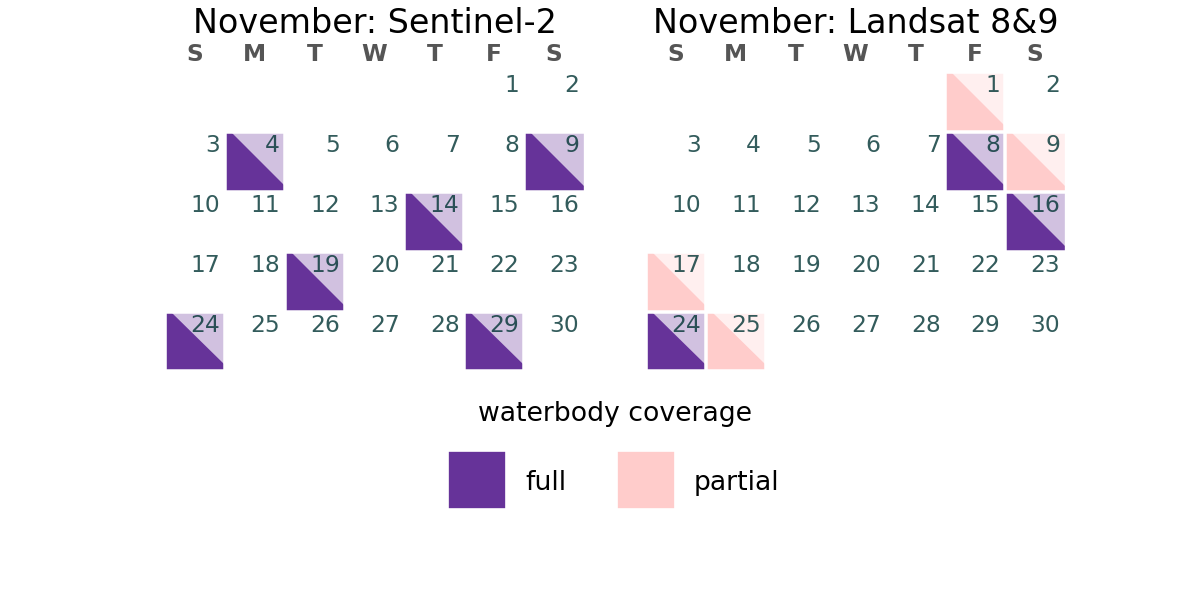 November: Sentinel-2
S M T W T F S
1 2
3 4 5 6 7 8 9
10 11 12 13 14 15 16
17 18 19 20 21 22 23
24 25 26 27 28 29 30
November: Landsat 8&9
S M T W T F S
1 2
3 4 5 6 7 8 9
10 11 12 13 14 15 16
17 18 19 20 21 22 23
24 25 26 27 28 29 30
waterbody coverage
full partial